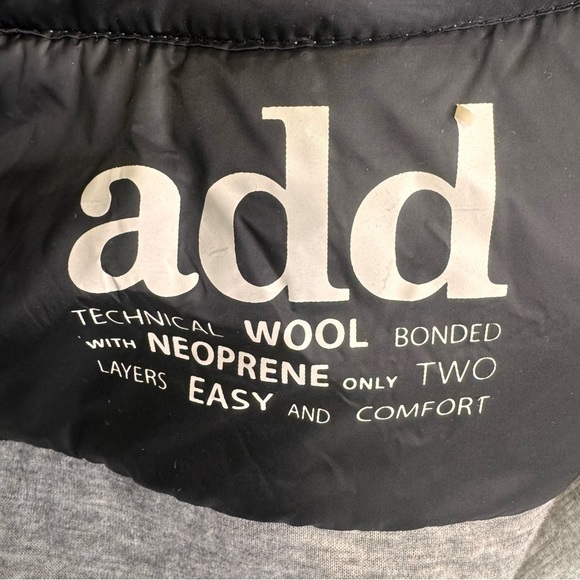 add
TECHNICAL WOOL BONDED
WITH NEOPRENE ONLY TWO
LAYERS EASY AND COMFORT